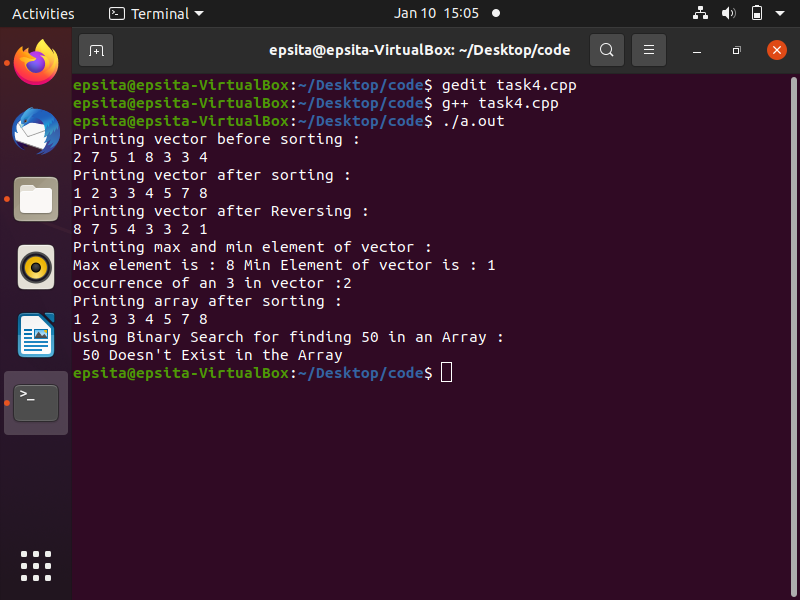 Activities Terminal Jan 10 15:05
epsita@epsita-VirtualBox: ~/Desktop/code
epsita@epsita-VirtualBox:~/Desktop/code$ gedit task4.cpp
epsita@epsita-VirtualBox:~/Desktop/code$ g++ task4.cpp
epsita@epsita-VirtualBox:~/Desktop/code$ ./a.out
Printing vector before sorting :
2 7 5 1 8 3 3 4
Printing vector after sorting :
1 2 3 3 4 5 7 8
Printing vector after Reversing :
8 7 5 4 3 3 2 1
Printing max and min element of vector :
Max element is : 8 Min Element of vector is : 1
occurrence of an 3 in vector :2
Printing array after sorting :
1 2 3 3 4 5 7 8
Using Binary Search for finding 50 in an Array :
 50 Doesn't Exist in the Array
epsita@epsita-VirtualBox:~/Desktop/code$